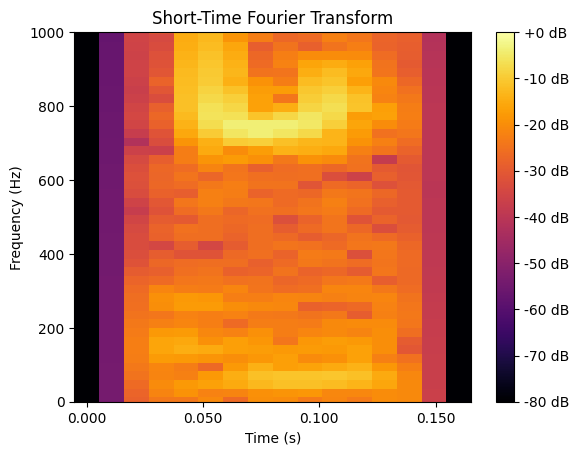 Short-Time Fourier Transform
1000
800
600
400
200
0
Frequency (Hz)
0.000
0.050
0.100
0.150
Time (s)
+0 dB
-10 dB
-20 dB
-30 dB
-40 dB
-50 dB
-60 dB
-70 dB
-80 dB